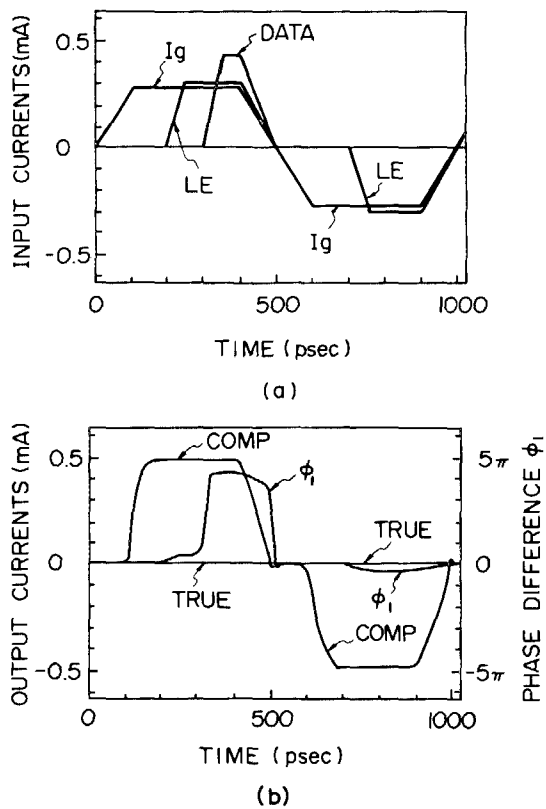 INPUT CURRENTS (mA)
0.5
0
-0.5
Ig
DATA
LE
LE
Ig
0
500
1000
TIME (psec)
(a)
OUTPUT CURRENTS (mA)
0.5
0
-0.5
COMP
ϕ₁
TRUE
TRUE
ϕ₁
COMP
5π
0
-5π
PHASE DIFFERENCE ϕ₁
0
500
1000
TIME (psec)
(b)